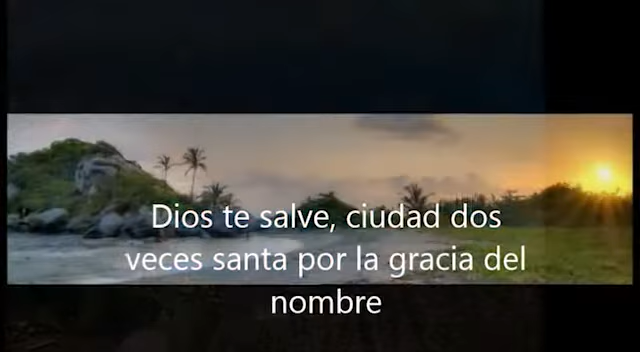 Dios te salve, ciudad dos
veces santa por la gracia del
nombre